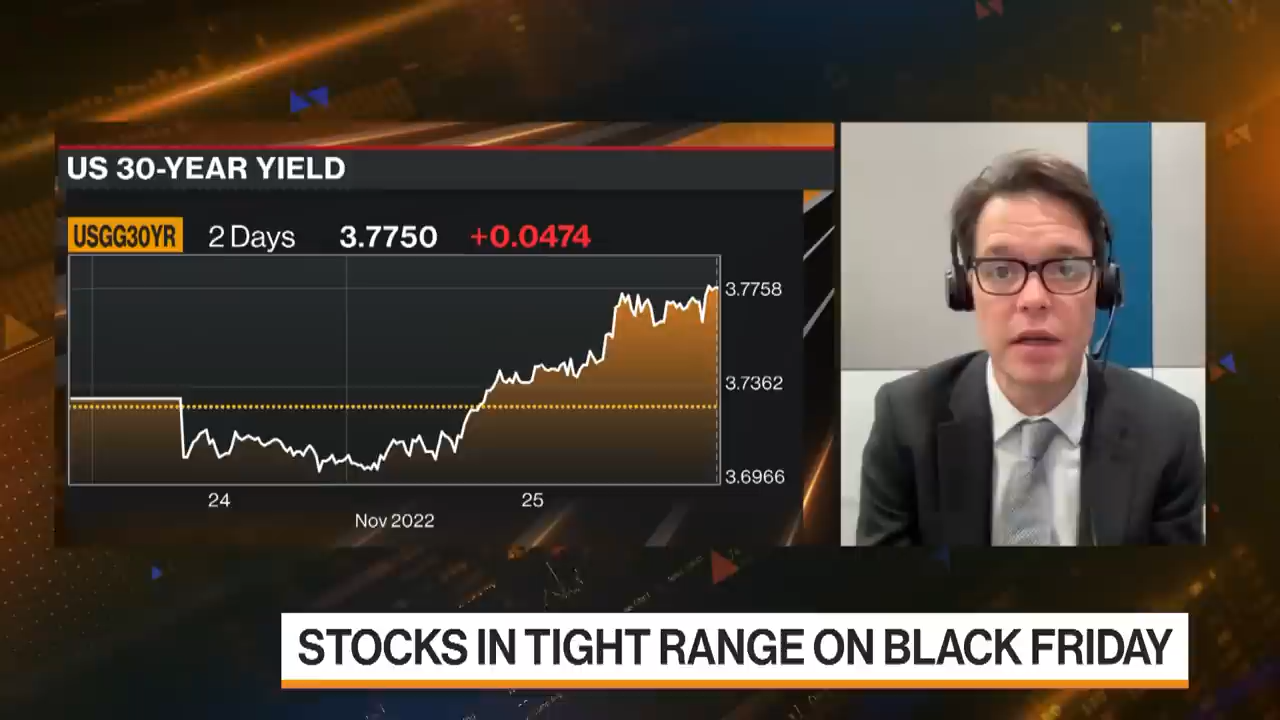 US 30-YEAR YIELD
USGG30YR 2 Days 3.7750 +0.0474
3.7758
3.7362
3.6966
24 25
Nov 2022
STOCKS IN TIGHT RANGE ON BLACK FRIDAY